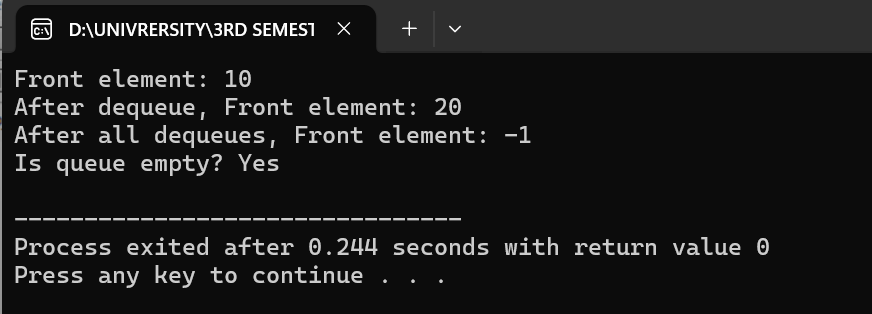 D:\UNIVRERSITY\3RD SEMEST
Front element: 10
After dequeue, Front element: 20
After all dequeues, Front element: -1
Is queue empty? Yes
--------------------------------
Process exited after 0.244 seconds with return value 0
Press any key to continue . . .